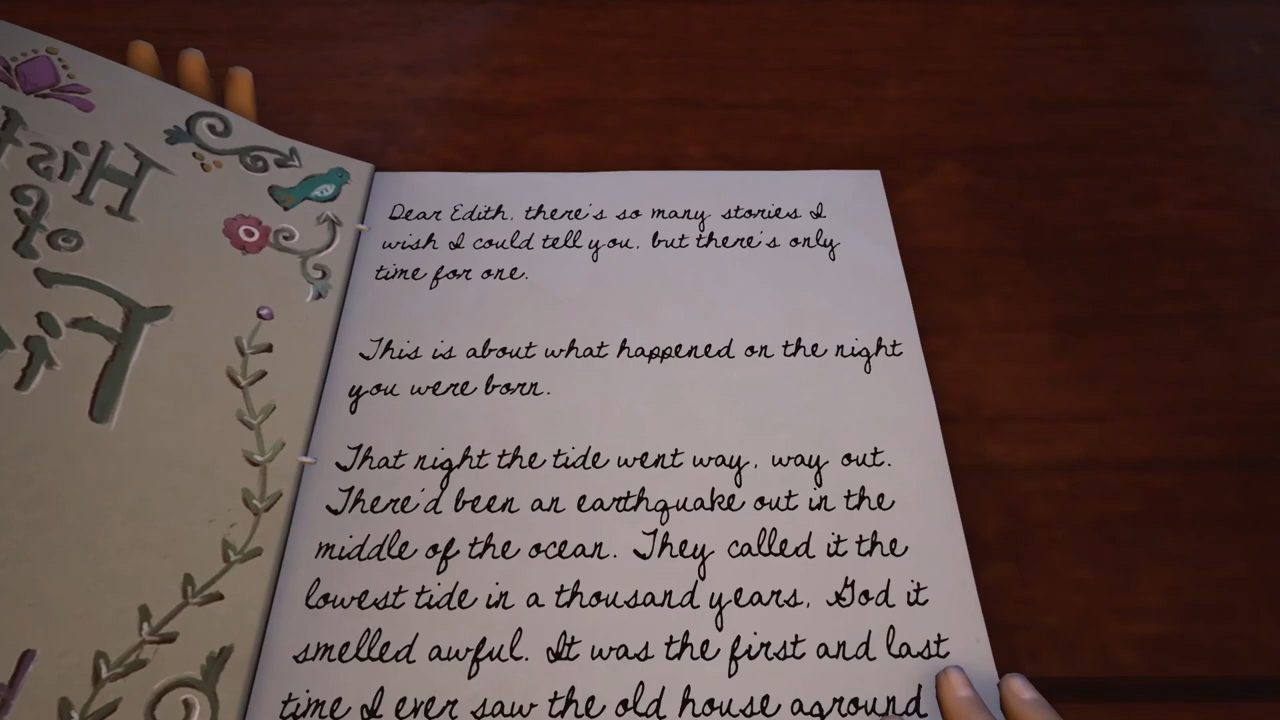 Hist
of
Fi
Dear Edith, there's so many stories I
wish I could tell you, but there's only
time for one.
This is about what happened on the night
you were born.
That night the tide went way, way out.
There'd been an earthquake out in the
middle of the ocean. They called it the
lowest tide in a thousand years. God it
smelled awful. It was the first and last
time I ever saw the old house aground